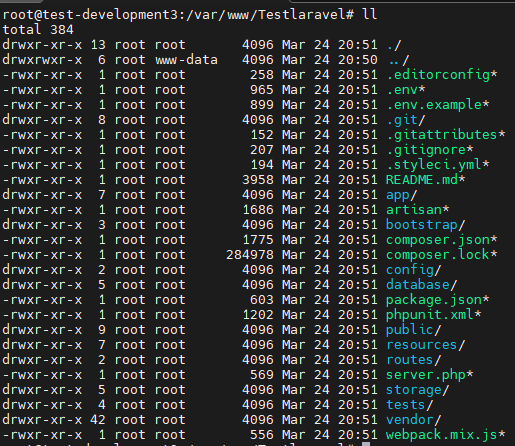 root@test-development3:/var/www/Testlaravel# ll
total 384
drwxr-xr-x 13 root root 4096 Mar 24 20:51 ./
drwxrwxr-x 6 root www-data 4096 Mar 24 20:50 ../
-rwxr-xr-x 1 root root 258 Mar 24 20:51 .editorconfig*
-rwxr-xr-x 1 root root 965 Mar 24 20:51 .env*
-rwxr-xr-x 1 root root 899 Mar 24 20:51 .env.example*
drwxr-xr-x 8 root root 4096 Mar 24 20:51 .git/
-rwxr-xr-x 1 root root 152 Mar 24 20:51 .gitattributes*
-rwxr-xr-x 1 root root 207 Mar 24 20:51 .gitignore*
-rwxr-xr-x 1 root root 194 Mar 24 20:51 .styleci.yml*
-rwxr-xr-x 1 root root 3958 Mar 24 20:51 README.md*
drwxr-xr-x 7 root root 4096 Mar 24 20:51 app/
-rwxr-xr-x 1 root root 1686 Mar 24 20:51 artisan*
drwxr-xr-x 3 root root 4096 Mar 24 20:51 bootstrap/
-rwxr-xr-x 1 root root 1775 Mar 24 20:51 composer.json*
-rwxr-xr-x 1 root root 284978 Mar 24 20:51 composer.lock*
drwxr-xr-x 2 root root 4096 Mar 24 20:51 config/
drwxr-xr-x 5 root root 4096 Mar 24 20:51 database/
-rwxr-xr-x 1 root root 603 Mar 24 20:51 package.json*
-rwxr-xr-x 1 root root 1202 Mar 24 20:51 phpunit.xml*
drwxr-xr-x 9 root root 4096 Mar 24 20:51 public/
drwxr-xr-x 7 root root 4096 Mar 24 20:51 resources/
drwxr-xr-x 2 root root 4096 Mar 24 20:51 routes/
-rwxr-xr-x 1 root root 569 Mar 24 20:51 server.php*
drwxr-xr-x 5 root root 4096 Mar 24 20:51 storage/
drwxr-xr-x 4 root root 4096 Mar 24 20:51 tests/
drwxr-xr-x 42 root root 4096 Mar 24 20:51 vendor/
-rwxr-xr-x 1 root root 556 Mar 24 20:51 webpack.mix.js*